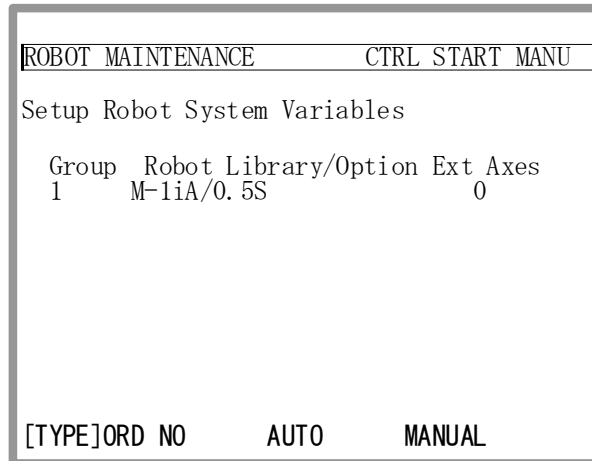 ROBOT MAINTENANCE CTRL START MANU
Setup Robot System Variables
Group Robot Library/Option Ext Axes
1 M-1iA/0.5S 0
[TYPE]ORD NO AUTO MANUAL